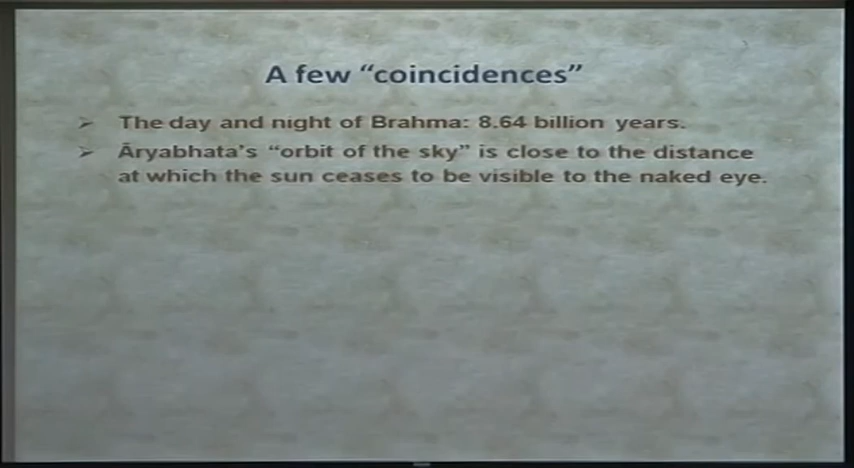 A few “coincidences”
➢ The day and night of Brahma: 8.64 billion years.
➢ Āryabhata’s “orbit of the sky” is close to the distance
at which the sun ceases to be visible to the naked eye.